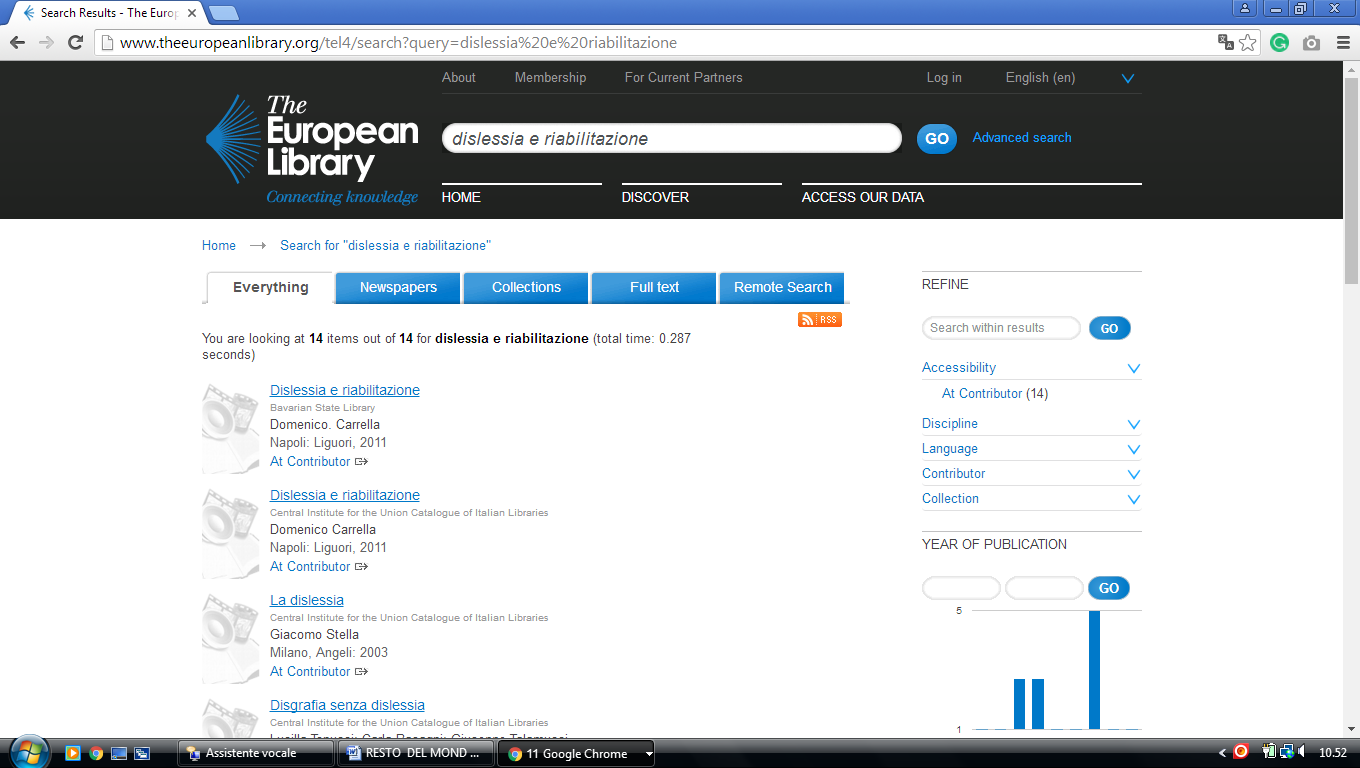 Search Results - The Europ
www.theeuropeanlibrary.org/tel4/search?query=dislessia%20e%20riabilitazione
About Membership For Current Partners Log in English (en)
The
European
Library
Connecting knowledge
dislessia e riabilitazione GO Advanced search
HOME DISCOVER ACCESS OUR DATA
Home → Search for "dislessia e riabilitazione"
Everything Newspapers Collections Full text Remote Search
RSS
You are looking at 14 items out of 14 for dislessia e riabilitazione (total time: 0.287
seconds)
Dislessia e riabilitazione
Bavarian State Library
Domenico. Carrella
Napoli: Liguori, 2011
At Contributor
Dislessia e riabilitazione
Central Institute for the Union Catalogue of Italian Libraries
Domenico Carrella
Napoli: Liguori, 2011
At Contributor
La dislessia
Central Institute for the Union Catalogue of Italian Libraries
Giacomo Stella
Milano, Angeli: 2003
At Contributor
Disgrafia senza dislessia
Central Institute for the Union Catalogue of Italian Libraries
REFINE
Search within results GO
Accessibility
At Contributor (14)
Discipline
Language
Contributor
Collection
YEAR OF PUBLICATION
GO
5
1
Assistente vocale RESTO DEL MOND ... 11 Google Chrome 10.52